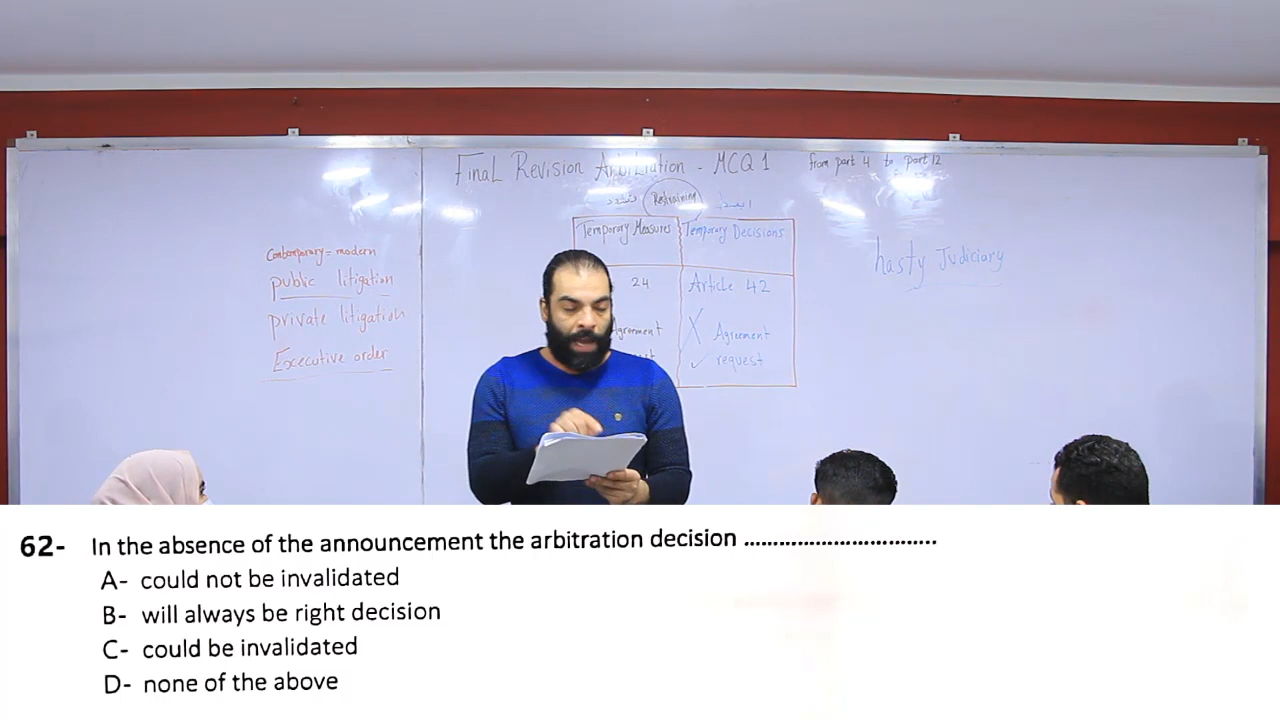 Final Revision Arbitration - MCQ 1
from part 4 to part 12
Restraining
Temporary Measures
Temporary Decisions
24
Article 42
Agreement
X Agreement
✓ request
Contemporary = modern
public litigation
private litigation
Excecutive order
hasty Judiciary
62- In the absence of the announcement the arbitration decision .................................
A- could not be invalidated
B- will always be right decision
C- could be invalidated
D- none of the above